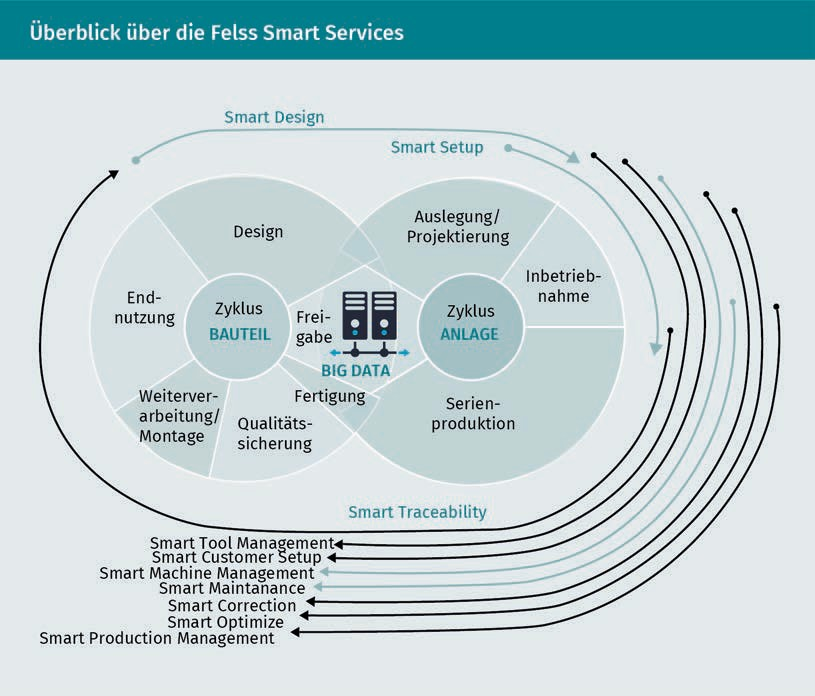 Überblick über die Felss Smart Services
Smart Design
Smart Setup
Design
Auslegung/
Projektierung
Inbetrieb-
nahme
End-
nutzung
Zyklus
BAUTEIL
Frei-
gabe
Zyklus
ANLAGE
BIG DATA
Fertigung
Weiterver-
arbeitung/
Montage
Qualitäts-
sicherung
Serien-
produktion
Smart Traceability
Smart Tool Management
Smart Customer Setup
Smart Machine Management
Smart Maintanance
Smart Correction
Smart Optimize
Smart Production Management